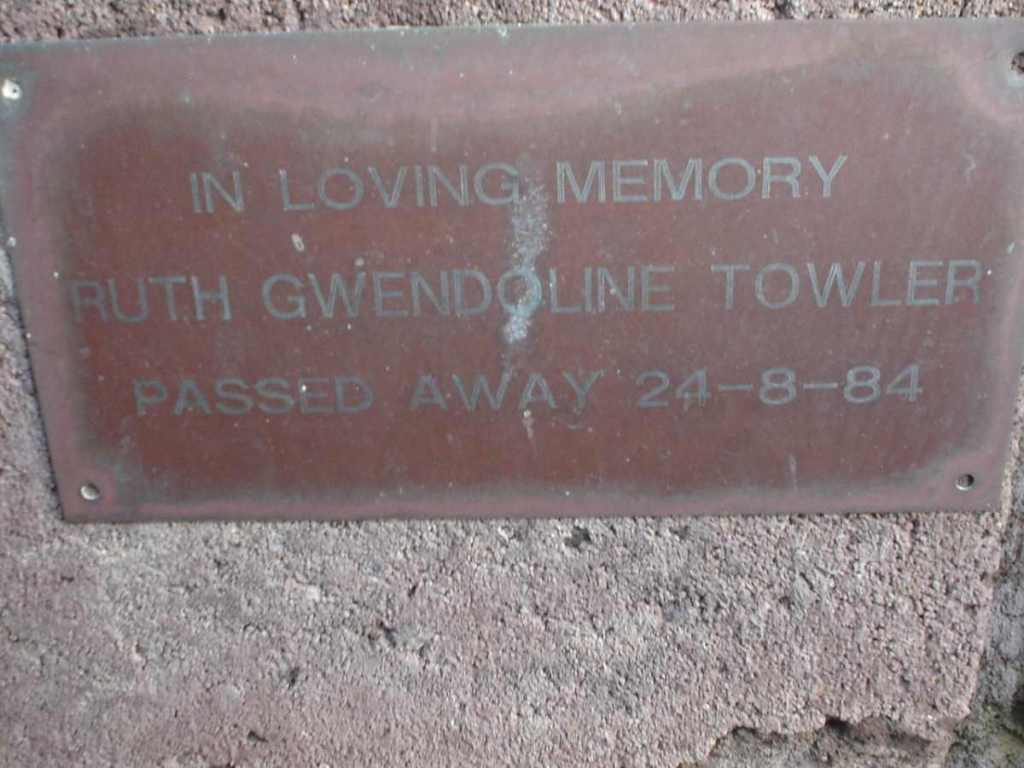 IN LOVING MEMORY
RUTH GWENDOLINE TOWLER
PASSED AWAY 24-8-84